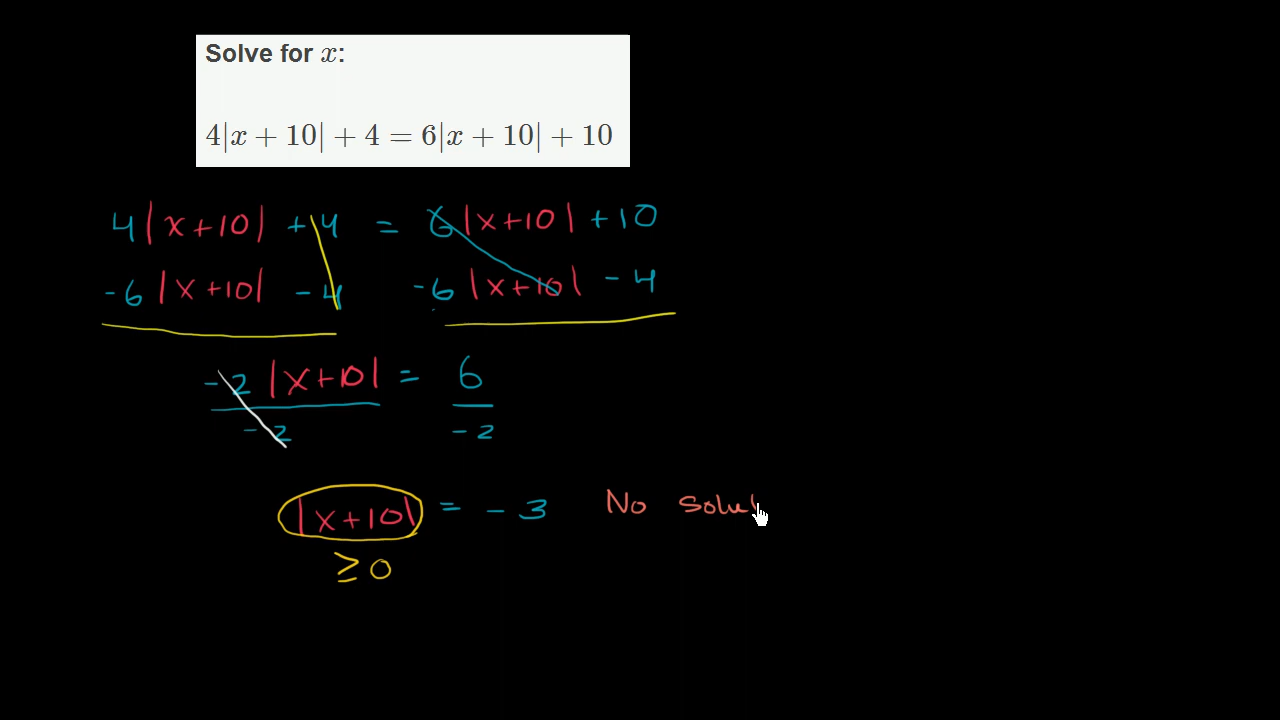 Solve for x:
4|x + 10| + 4 = 6|x + 10| + 10
4|x+10| +4 = 6|x+10| +10
-6|x+10| -4 -6|x+10| -4
-2|x+10| = 6
-2 -2
|x+10| = -3 No Solut
≥0